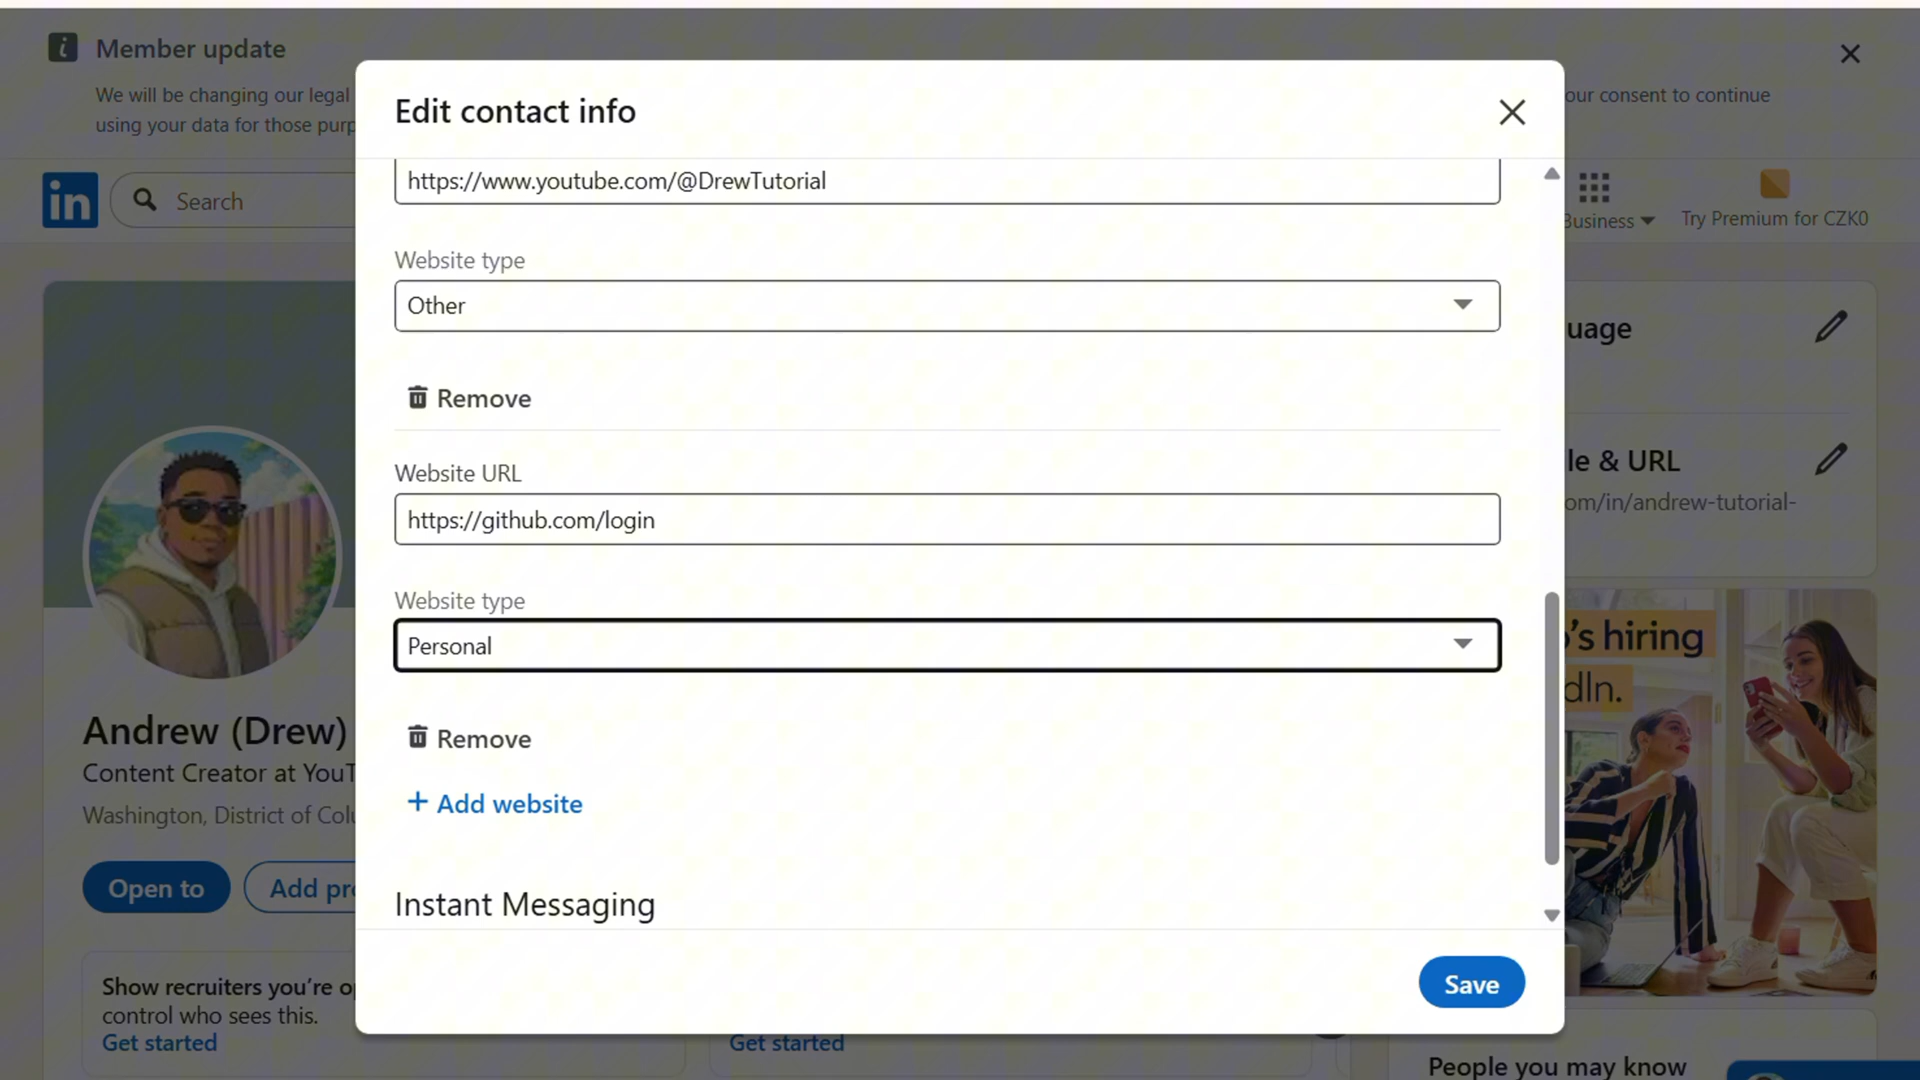 Member update
We will be changing our legal
our consent to continue
using your data for those purp
Edit contact info
https://www.youtube.com/@DrewTutorial
in
Search
Business
Try Premium for CZK0
Website type
Other
uage
Remove
le & URL
om/in/andrew-tutorial-
Website URL
https://github.com/login
Website type
Personal
's hiring
dIn.
Remove
Andrew (Drew)
Content Creator at YouT
Washington, District of Colu
+ Add website
Open to
Add pro
Instant Messaging
Show recruiters you're op
control who sees this.
Get started
Get started
Save
People you may know